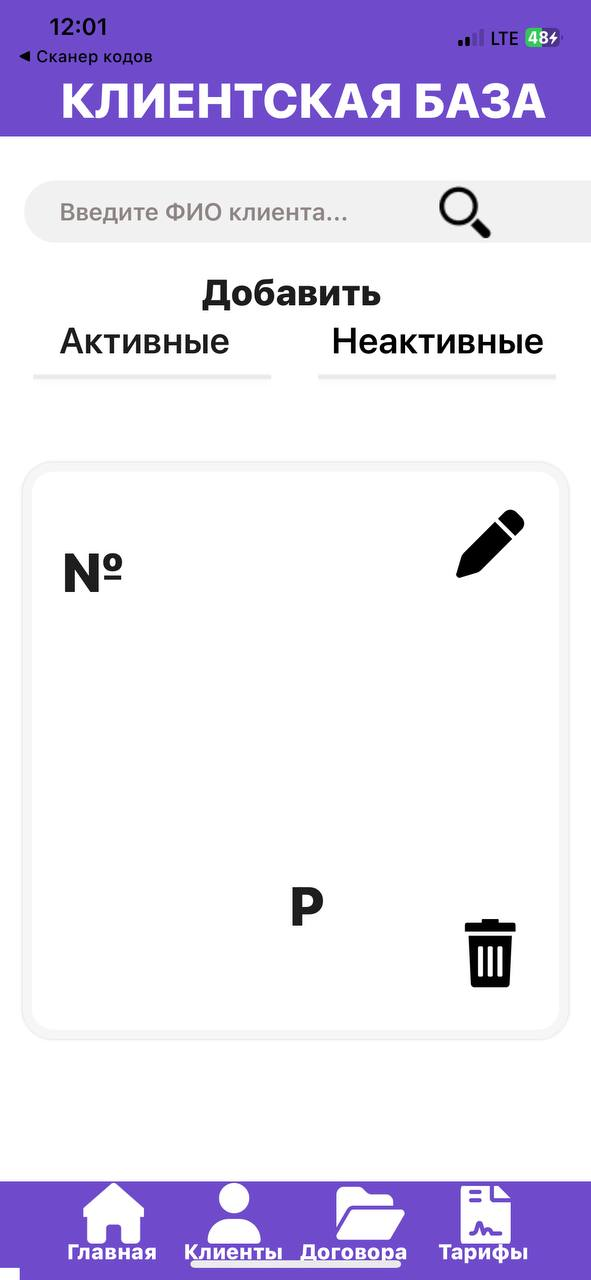 12:01
LTE 48
◀ Сканер кодов
КЛИЕНТСКАЯ БАЗА
Введите ФИО клиента...
Добавить
Активные Неактивные
№
Р
Главная Клиенты Договора Тарифы